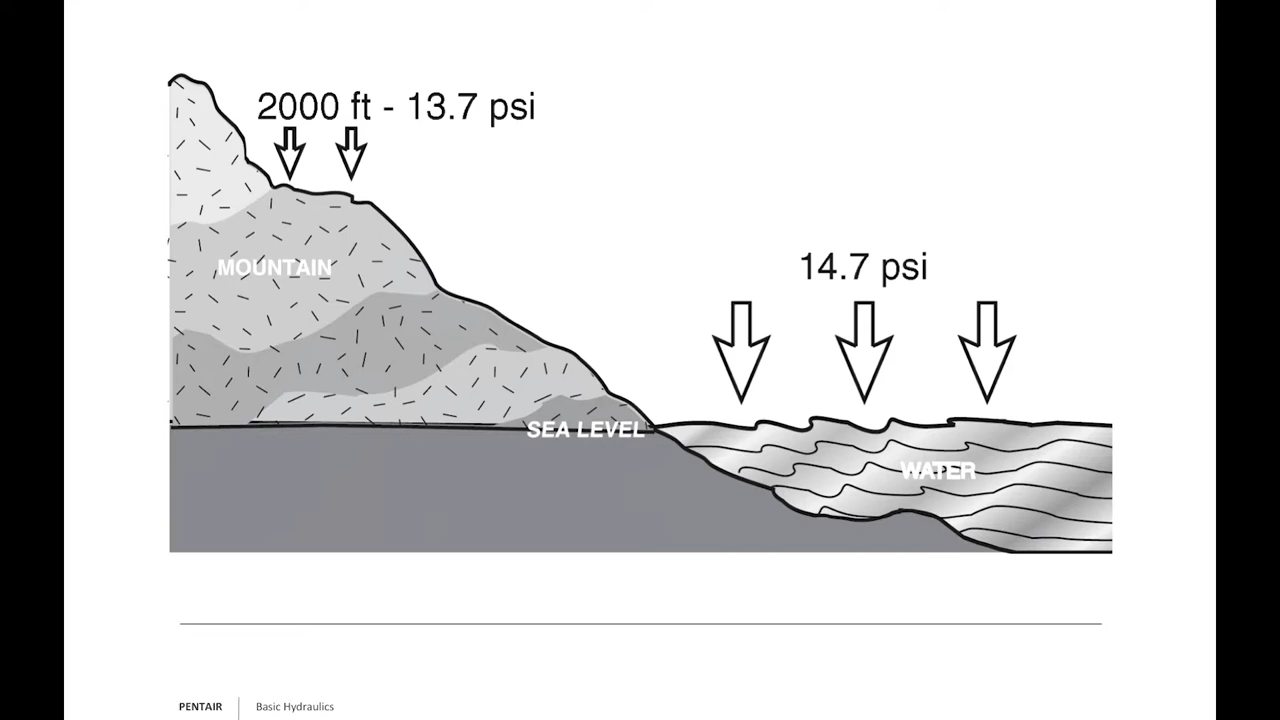 2000 ft - 13.7 psi
MOUNTAIN
14.7 psi
SEA LEVEL
WATER
PENTAIR
Basic Hydraulics